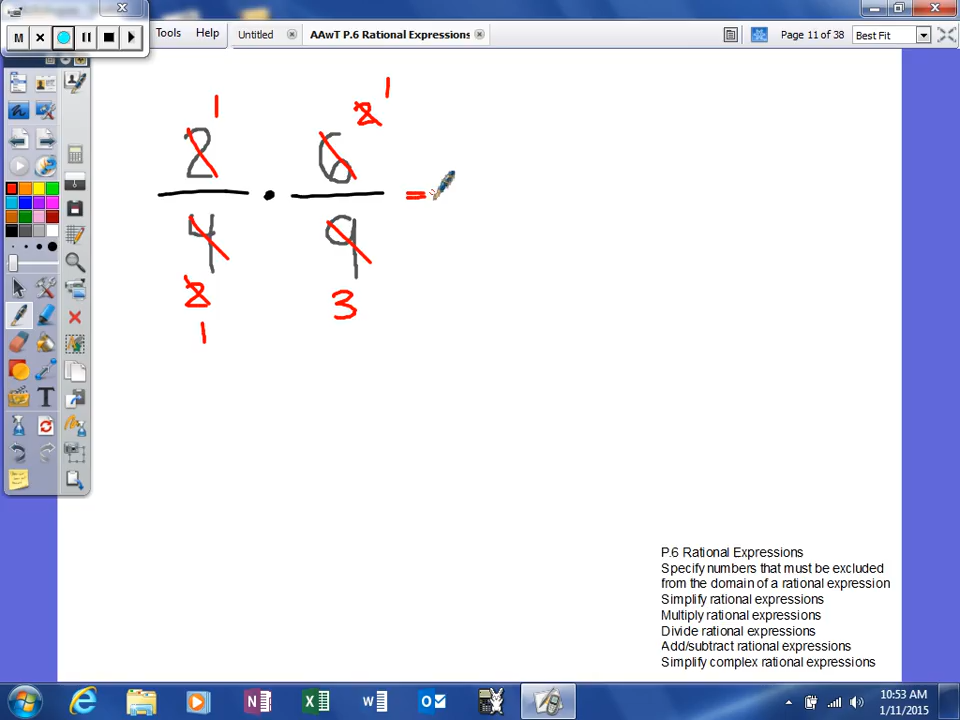 M
Tools Help Untitled AAwT P.6 Rational Expressions Page 11 of 38 Best Fit
1 1
2
2 6
• =
4 9
2 3
1
P.6 Rational Expressions
Specify numbers that must be excluded
from the domain of a rational expression
Simplify rational expressions
Multiply rational expressions
Divide rational expressions
Add/subtract rational expressions
Simplify complex rational expressions
10:53 AM
1/11/2015